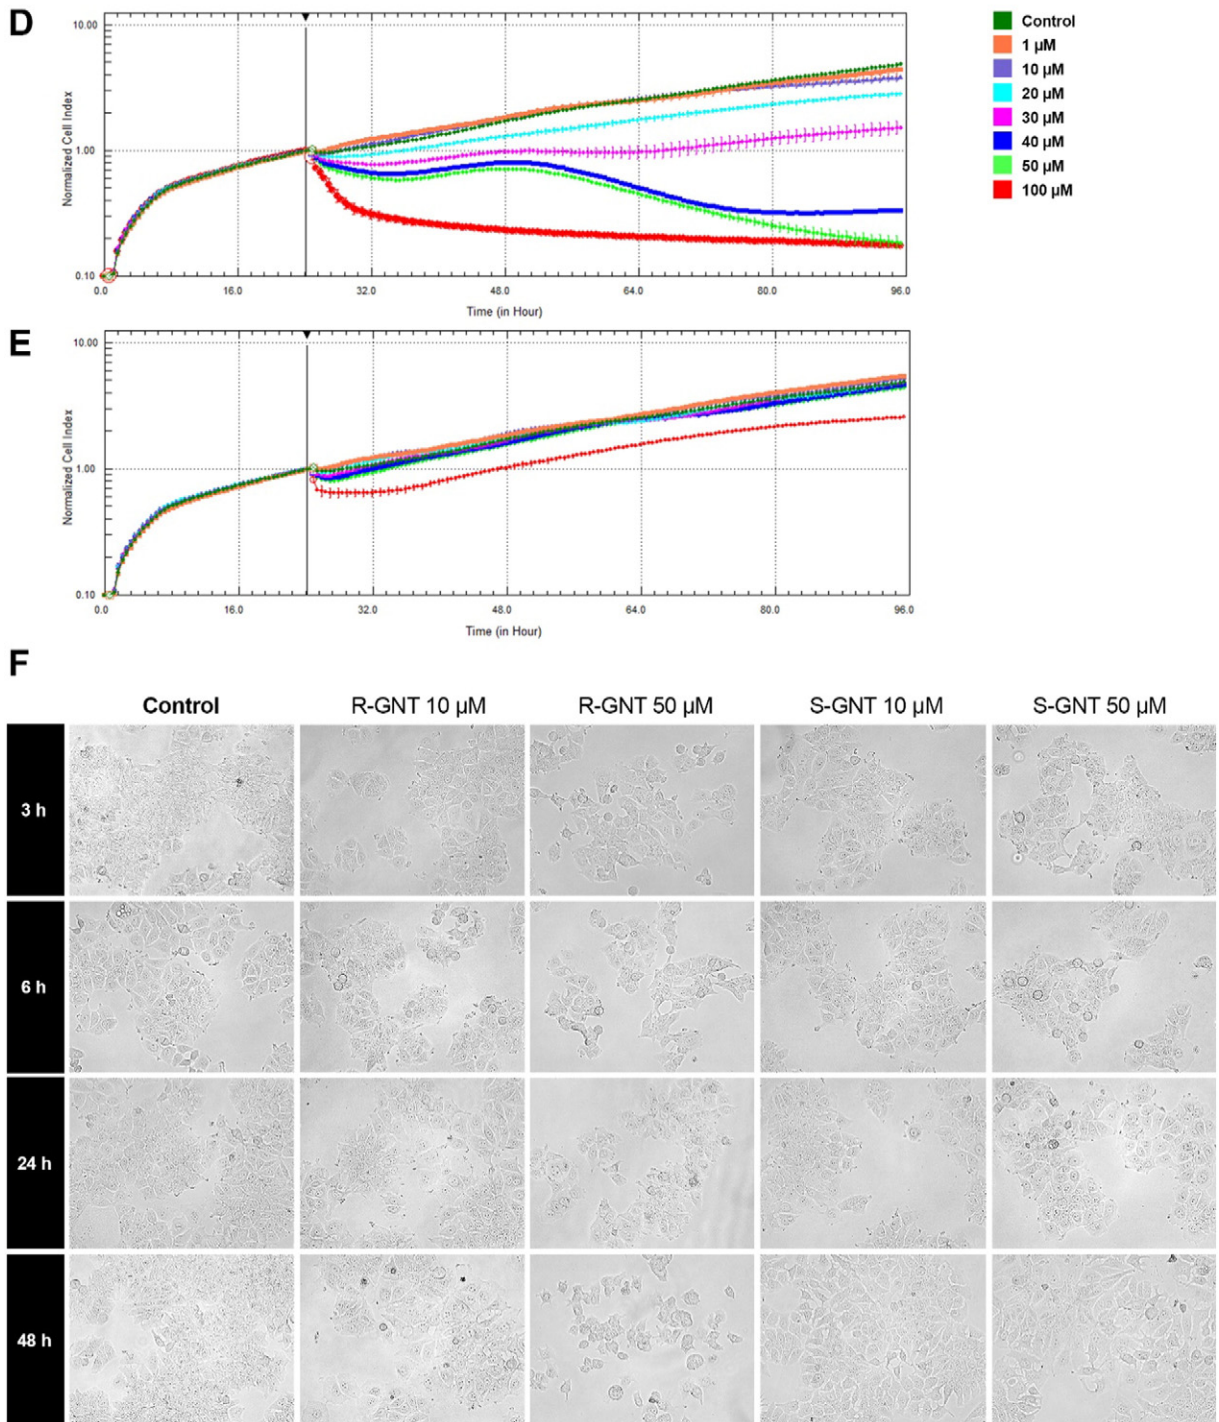 D
10.00
1.00
0.10
Normalized Cell Index
0.0 16.0 32.0 48.0 64.0 80.0 96.0
Time (in Hour)
Control
1 µM
10 µM
20 µM
30 µM
40 µM
50 µM
100 µM
E
10.00
1.00
0.10
Normalized Cell Index
0.0 16.0 32.0 48.0 64.0 80.0 96.0
Time (in Hour)
F
Control R-GNT 10 µM R-GNT 50 µM S-GNT 10 µM S-GNT 50 µM
3 h
6 h
24 h
48 h